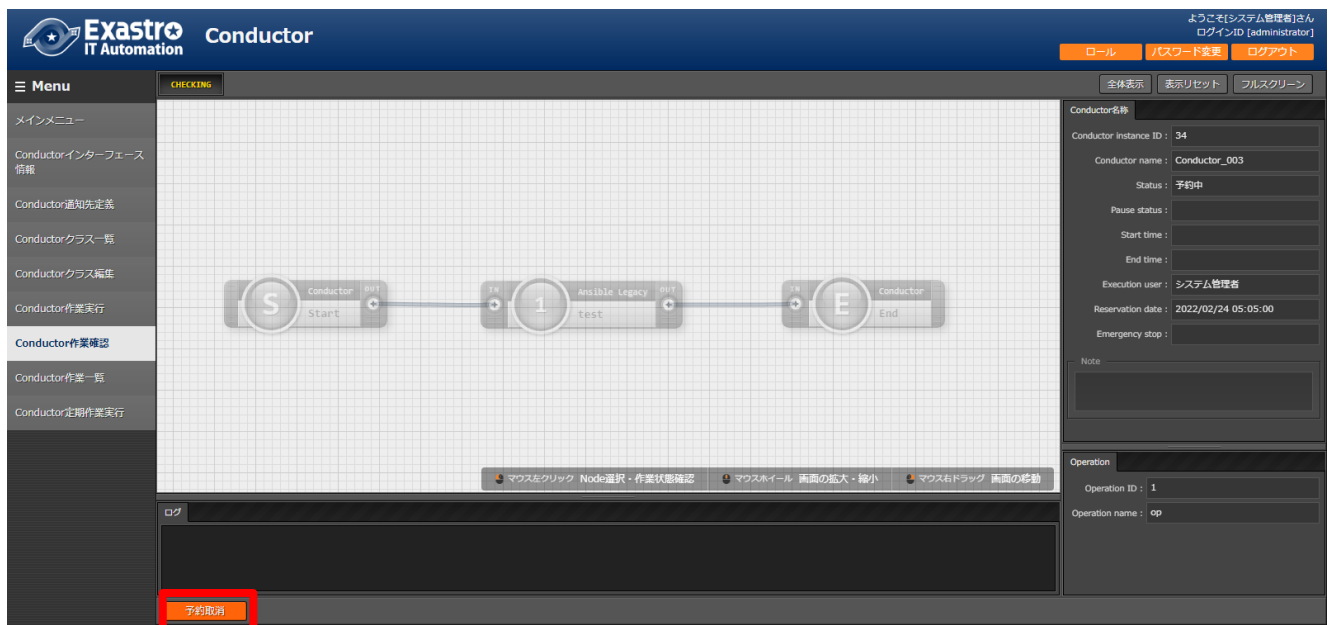 Exastro
IT Automation
Conductor
ようこそ[システム管理者]さん
ログインID [administrator]
ロール
パスワード変更
ログアウト
Menu
メインメニュー
Conductorインターフェース
情報
Conductor通知先定義
Conductorクラス一覧
Conductorクラス編集
Conductor作業実行
Conductor作業確認
Conductor作業一覧
Conductor定期作業実行
CHECKING
全体表示
表示リセット
フルスクリーン
S
Conductor
Start
OUT
IN
1
Ansible Legacy
test
OUT
IN
E
Conductor
End
マウス左クリック Node選択・作業状態確認
マウスホイール 画面の拡大・縮小
マウス右ドラッグ 画面の移動
Conductor名称
Conductor instance ID : 34
Conductor name : Conductor_003
Status : 予約中
Pause status :
Start time :
End time :
Execution user : システム管理者
Reservation date : 2022/02/24 05:05:00
Emergency stop :
Note
Operation
Operation ID : 1
Operation name : op
ログ
予約取消